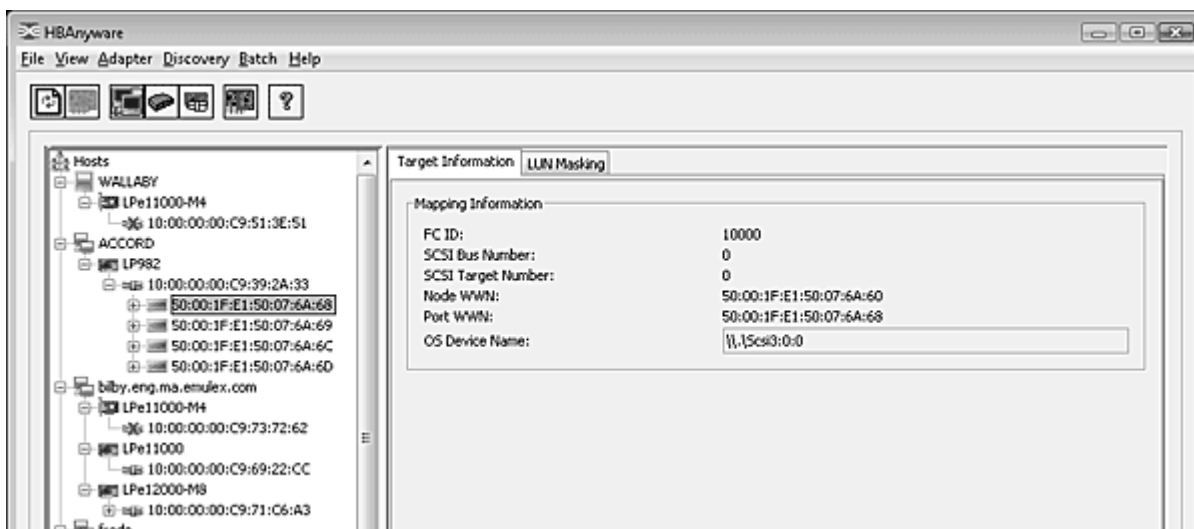 HBAnyware
File View Adapter Discovery Batch Help
Hosts
WALLABY
LPe11000-M4
10:00:00:00:C9:51:3E:51
ACCORD
LP982
10:00:00:00:C9:39:2A:33
50:00:1F:E1:50:07:6A:68
50:00:1F:E1:50:07:6A:69
50:00:1F:E1:50:07:6A:6C
50:00:1F:E1:50:07:6A:6D
bilby.eng.ma.emulex.com
LPe11000-M4
10:00:00:00:C9:73:72:62
LPe11000
10:00:00:00:C9:69:22:CC
LPe12000-M8
10:00:00:00:C9:71:C6:A3
Target Information LUN Masking
Mapping Information
FC ID: 10000
SCSI Bus Number: 0
SCSI Target Number: 0
Node WWN: 50:00:1F:E1:50:07:6A:60
Port WWN: 50:00:1F:E1:50:07:6A:68
OS Device Name: \\.\Scsi3:0:0